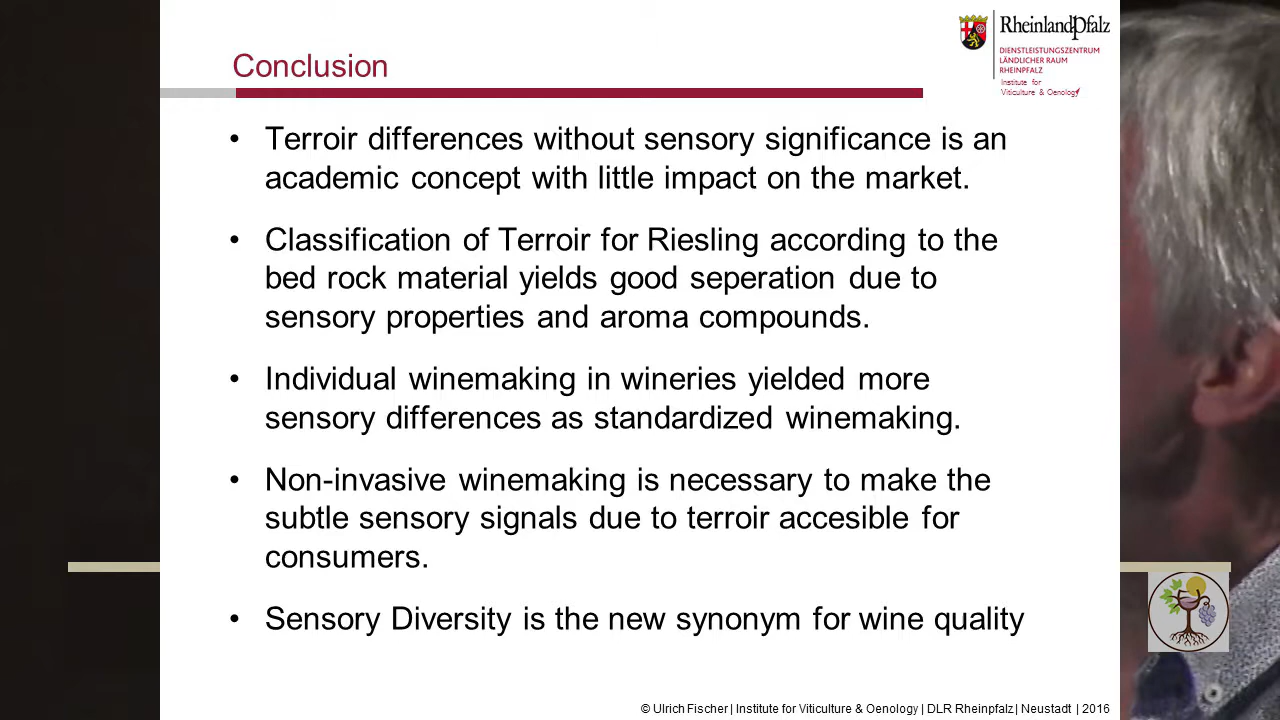 Conclusion
RheinlandPfalz
DIENSTLEISTUNGSZENTRUM
LÄNDLICHER RAUM
RHEINPFALZ
Institute for
Viticulture & Oenology
• Terroir differences without sensory significance is an
academic concept with little impact on the market.
• Classification of Terroir for Riesling according to the
bed rock material yields good seperation due to
sensory properties and aroma compounds.
• Individual winemaking in wineries yielded more
sensory differences as standardized winemaking.
• Non-invasive winemaking is necessary to make the
subtle sensory signals due to terroir accesible for
consumers.
• Sensory Diversity is the new synonym for wine quality
© Ulrich Fischer | Institute for Viticulture & Oenology | DLR Rheinpfalz | Neustadt | 2016